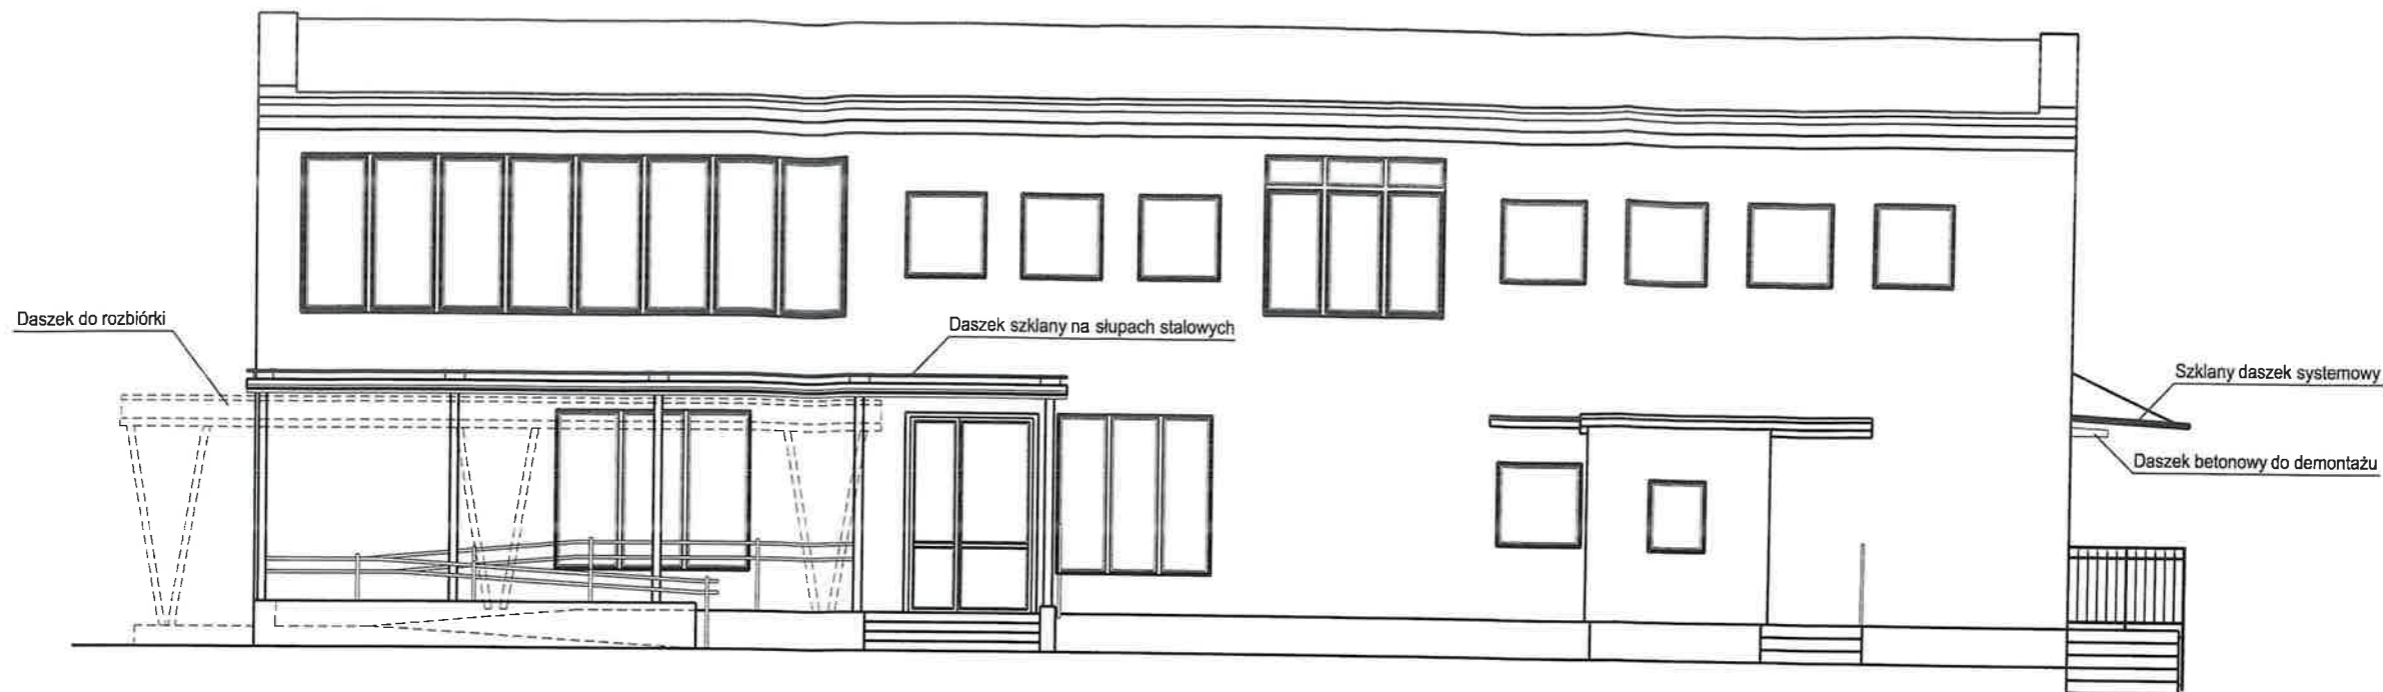 Daszek do rozbiórki
Daszek szklany na słupach stalowych
Szklany daszek systemowy
Daszek betonowy do demontażu